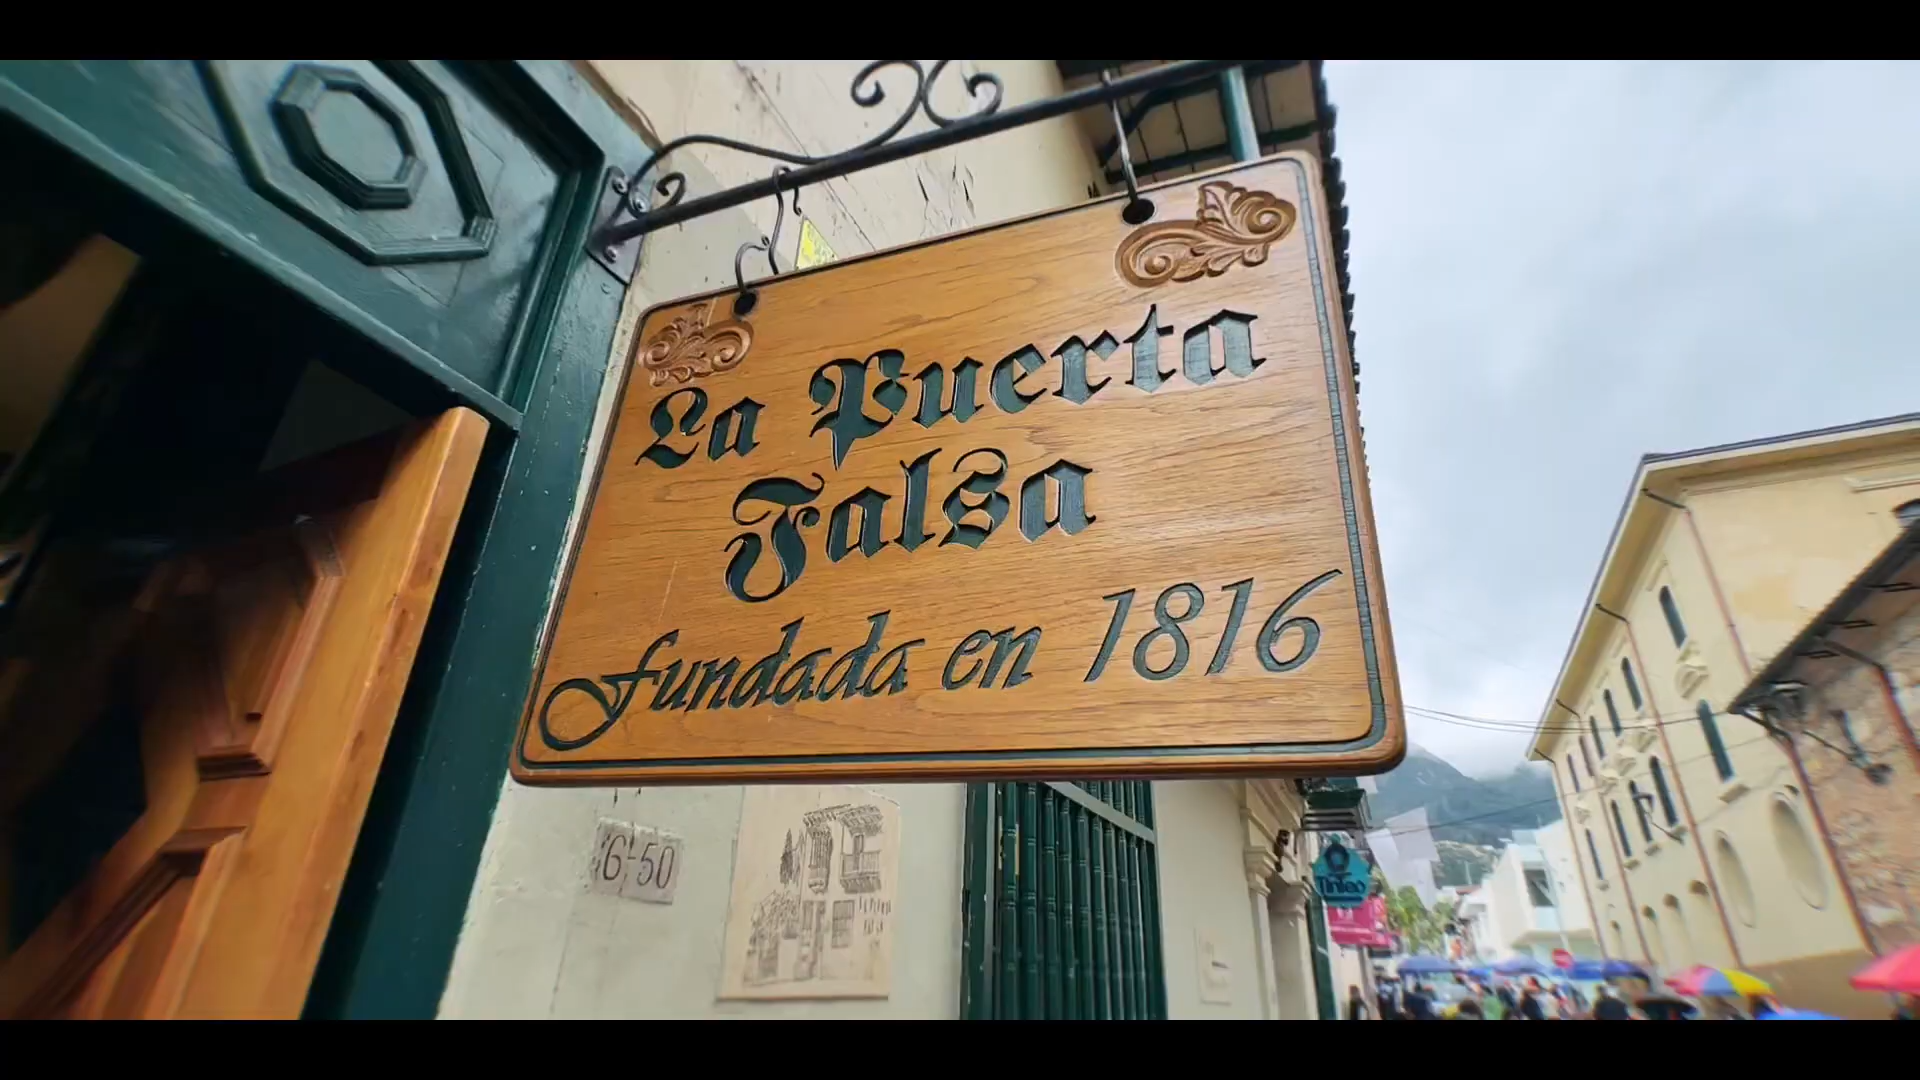 La Puerta
Falsa
fundada en 1816
6-50
Tinteo